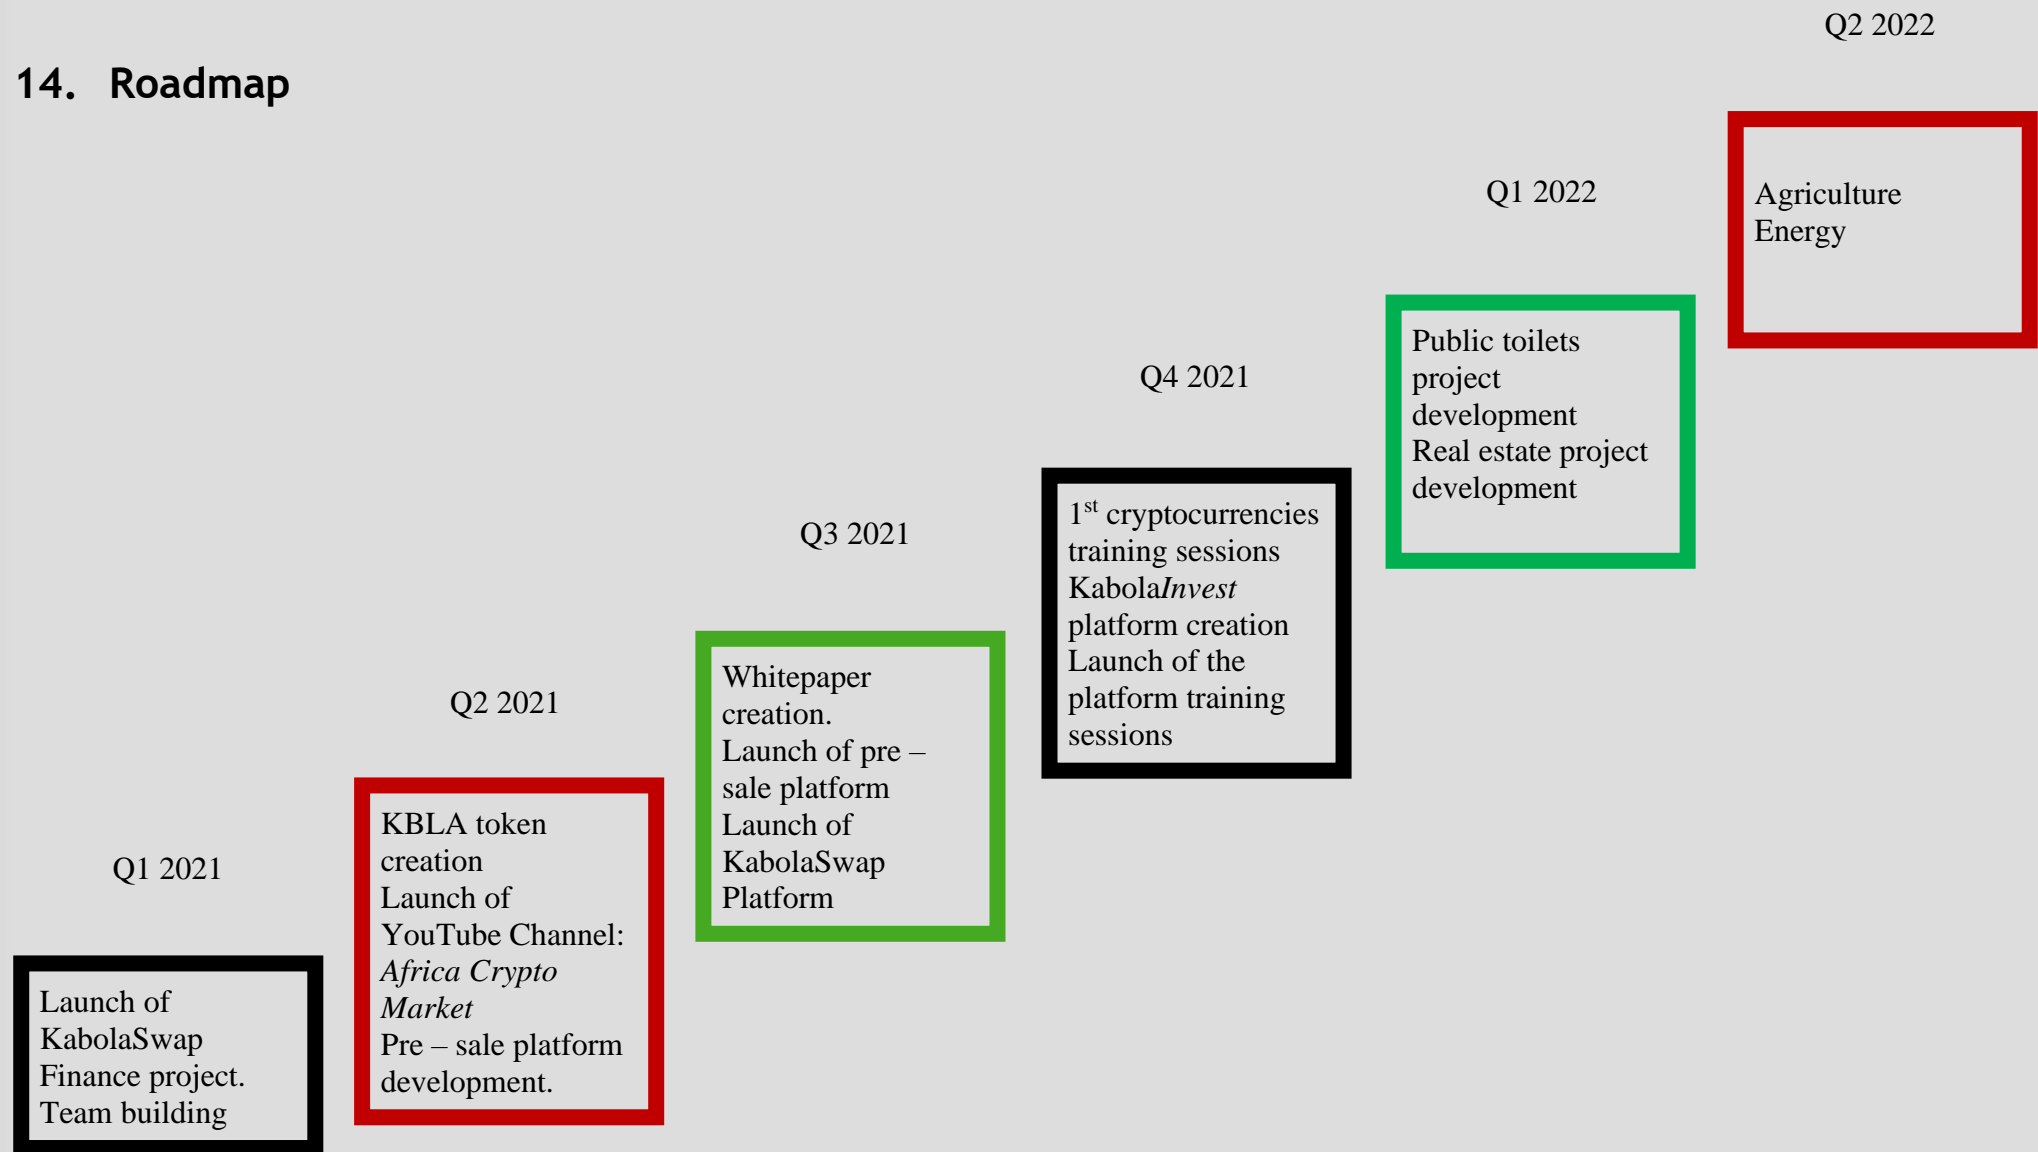 14. Roadmap
Q1 2021
Launch of
KabolaSwap
Finance project.
Team building
Q2 2021
KBLA token
creation
Launch of
YouTube Channel:
Africa Crypto
Market
Pre – sale platform
development.
Q3 2021
Whitepaper
creation.
Launch of pre –
sale platform
Launch of
KabolaSwap
Platform
Q4 2021
1st cryptocurrencies
training sessions
KabolaInvest
platform creation
Launch of the
platform training
sessions
Q1 2022
Public toilets
project
development
Real estate project
development
Q2 2022
Agriculture
Energy